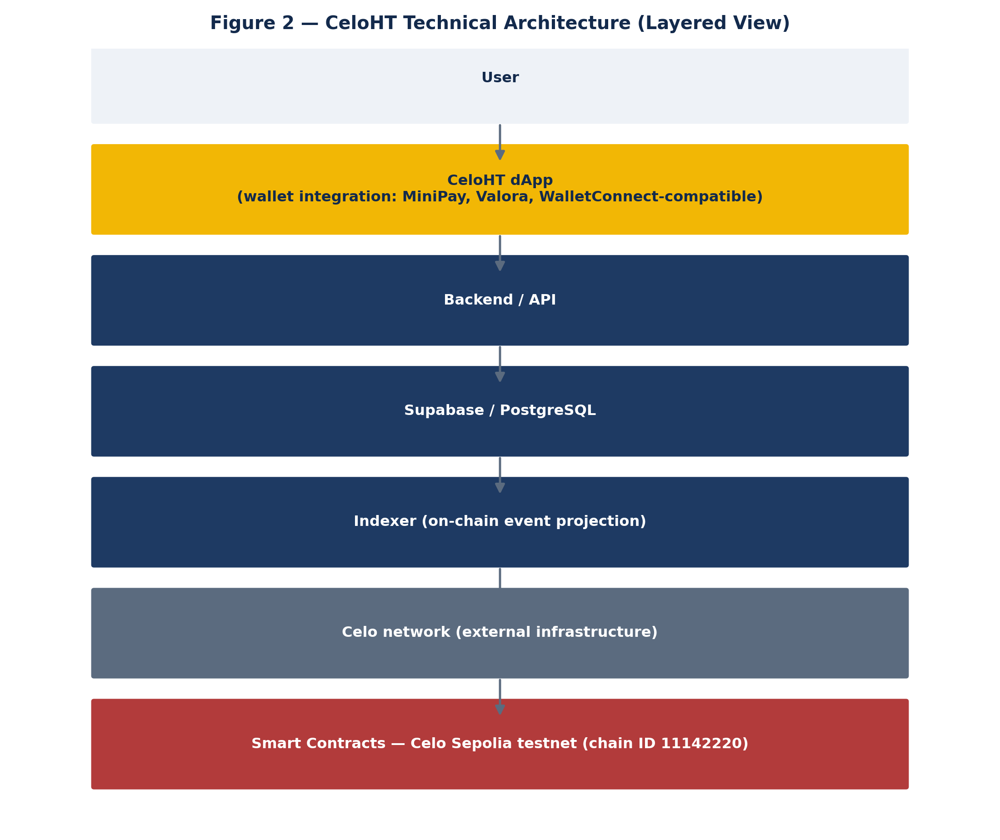 Figure 2 — CeloHT Technical Architecture (Layered View)
User
CeloHT dApp
(wallet integration: MiniPay, Valora, WalletConnect-compatible)
Backend / API
Supabase / PostgreSQL
Indexer (on-chain event projection)
Celo network (external infrastructure)
Smart Contracts — Celo Sepolia testnet (chain ID 11142220)